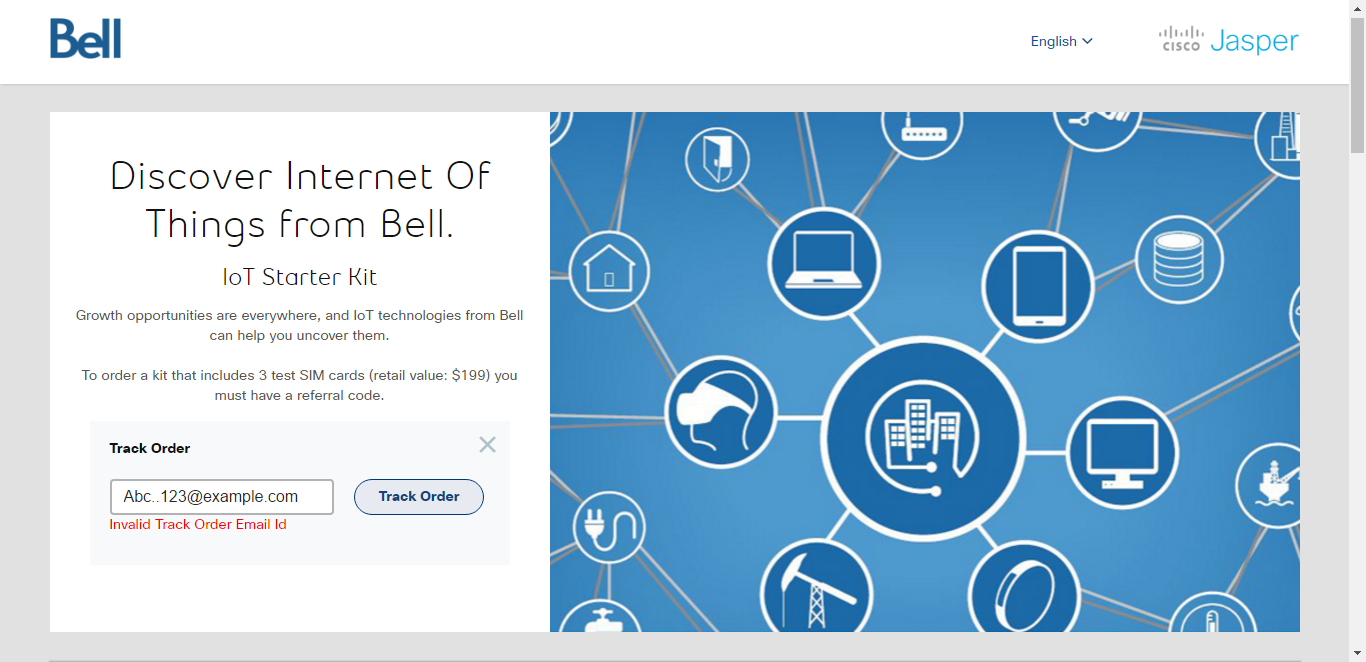 Bell
English
cisco Jasper
Discover Internet Of
Things from Bell.
IoT Starter Kit
Growth opportunities are everywhere, and IoT technologies from Bell
can help you uncover them.
To order a kit that includes 3 test SIM cards (retail value: $199) you
must have a referral code.
Track Order
Abc..123@example.com
Track Order
Invalid Track Order Email Id